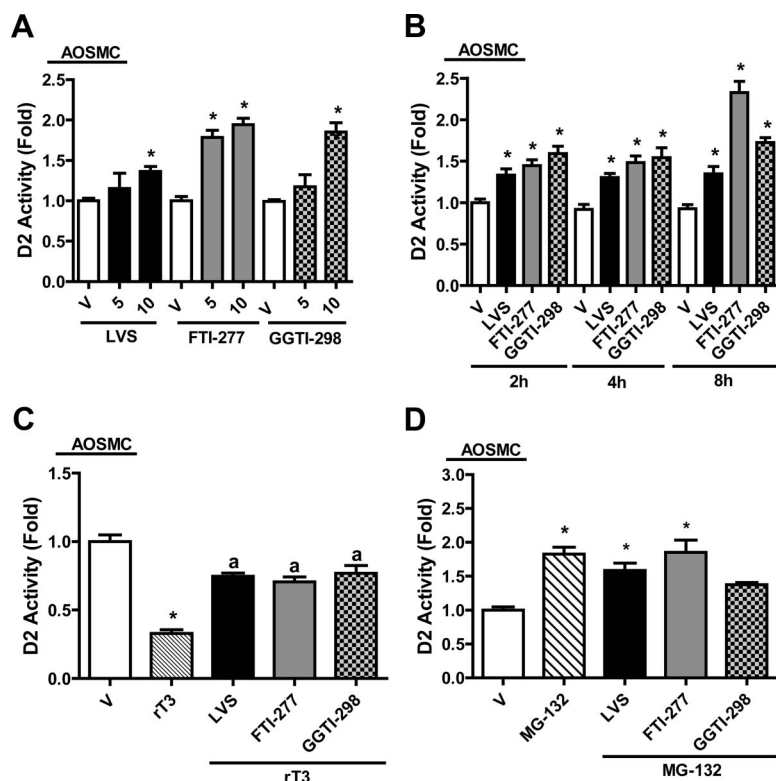 A
AOSMC
D2 Activity (Fold)
2.5
2.0
1.5
1.0
0.5
0.0
* * * *
V 5 10 V 5 10 V 5 10
LVS FTI-277 GGTI-298
B
AOSMC
D2 Activity (Fold)
2.5
2.0
1.5
1.0
0.5
0.0
* * * * * * * * *
V LVS FTI-277 GGTI-298 V LVS FTI-277 GGTI-298 V LVS FTI-277 GGTI-298
2h 4h 8h
C
AOSMC
D2 Activity (Fold)
1.5
1.0
0.5
0.0
* a a a
V rT3 LVS FTI-277 GGTI-298
rT3
D
AOSMC
D2 Activity (Fold)
3.0
2.5
2.0
1.5
1.0
0.5
0.0
* * *
V MG-132 LVS FTI-277 GGTI-298
MG-132